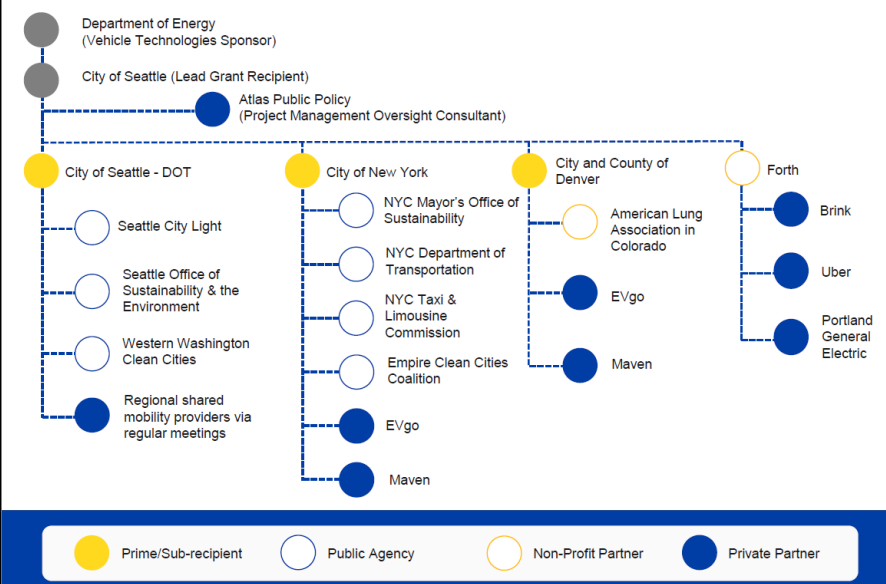 Department of Energy
(Vehicle Technologies Sponsor)
City of Seattle (Lead Grant Recipient)
Atlas Public Policy
(Project Management Oversight Consultant)
City of Seattle - DOT
Seattle City Light
Seattle Office of
Sustainability & the
Environment
Western Washington
Clean Cities
Regional shared
mobility providers via
regular meetings
City of New York
NYC Mayor's Office of
Sustainability
NYC Department of
Transportation
NYC Taxi &
Limousine
Commission
Empire Clean Cities
Coalition
EVgo
Maven
City and County of
Denver
American Lung
Association in
Colorado
EVgo
Maven
Forth
Brink
Uber
Portland
General
Electric
Prime/Sub-recipient
Public Agency
Non-Profit Partner
Private Partner